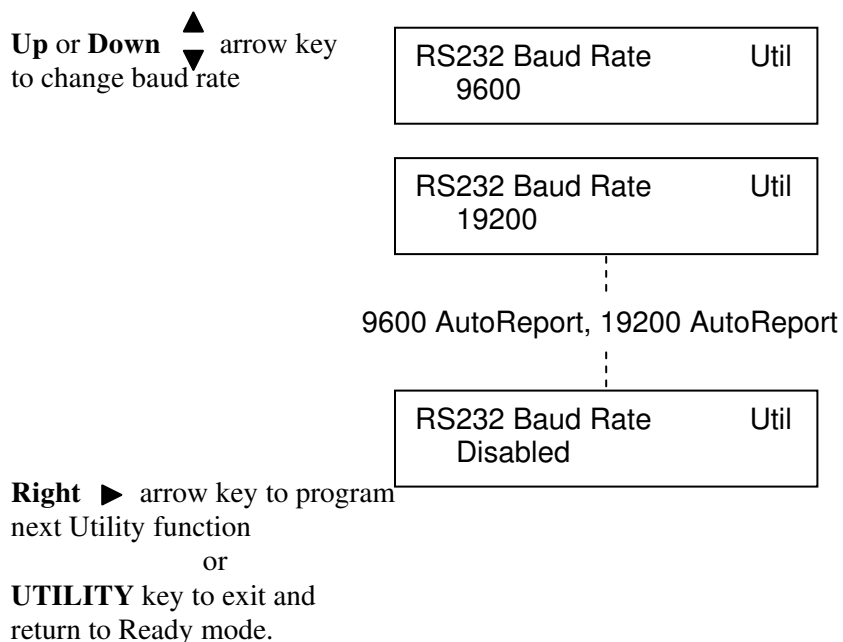 Up or Down ▲▼ arrow key
to change baud rate
RS232 Baud Rate Util
9600
RS232 Baud Rate Util
19200
9600 AutoReport, 19200 AutoReport
RS232 Baud Rate Util
Disabled
Right ► arrow key to program
next Utility function
or
UTILITY key to exit and
return to Ready mode.